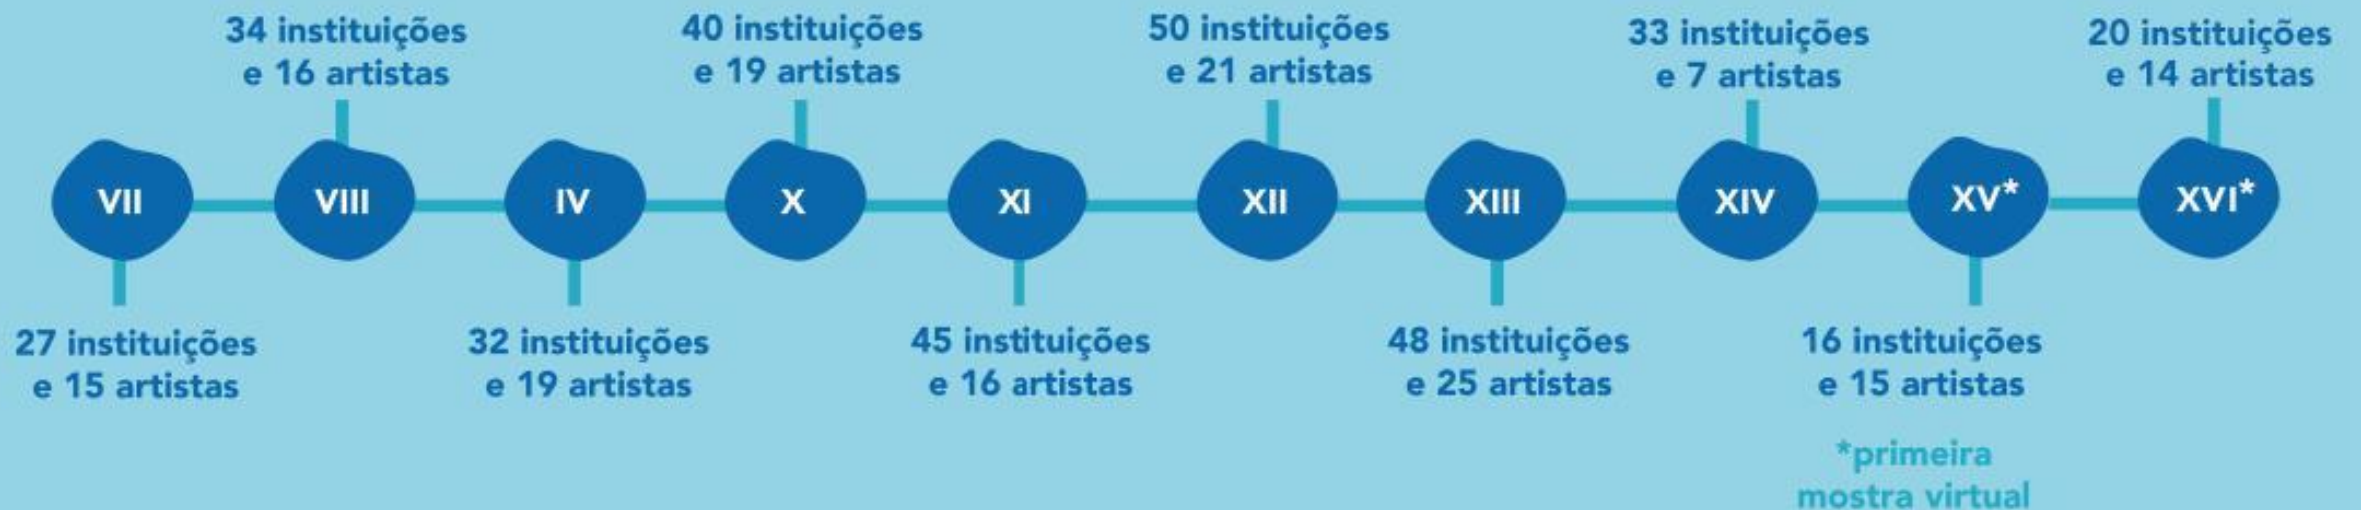 34 instituições
e 16 artistas
40 instituições
e 19 artistas
50 instituições
e 21 artistas
33 instituições
e 7 artistas
20 instituições
e 14 artistas
VII
VIII
IV
X
XI
XII
XIII
XIV
XV*
XVI*
27 instituições
e 15 artistas
32 instituições
e 19 artistas
45 instituições
e 16 artistas
48 instituições
e 25 artistas
16 instituições
e 15 artistas
*primeira
mostra virtual